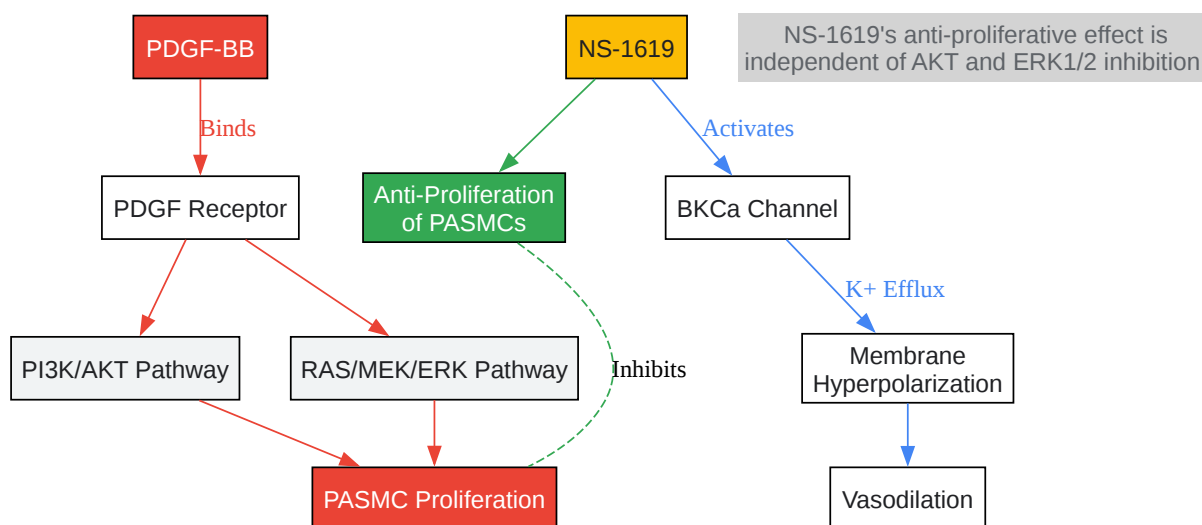 PDGF-BB
NS-1619
NS-1619's anti-proliferative effect is
independent of AKT and ERK1/2 inhibition
Binds
Activates
PDGF Receptor
Anti-Proliferation
of PASMCs
BKCa Channel
K+ Efflux
PI3K/AKT Pathway
RAS/MEK/ERK Pathway
Inhibits
Membrane
Hyperpolarization
PASMC Proliferation
Vasodilation